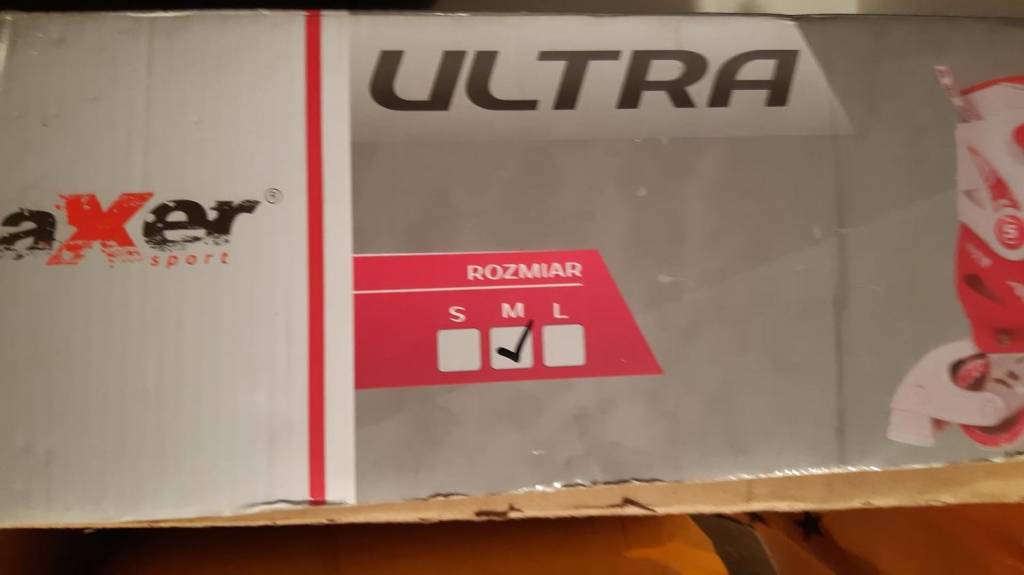 ULTRA
axer
sport
ROZMIAR
S M L